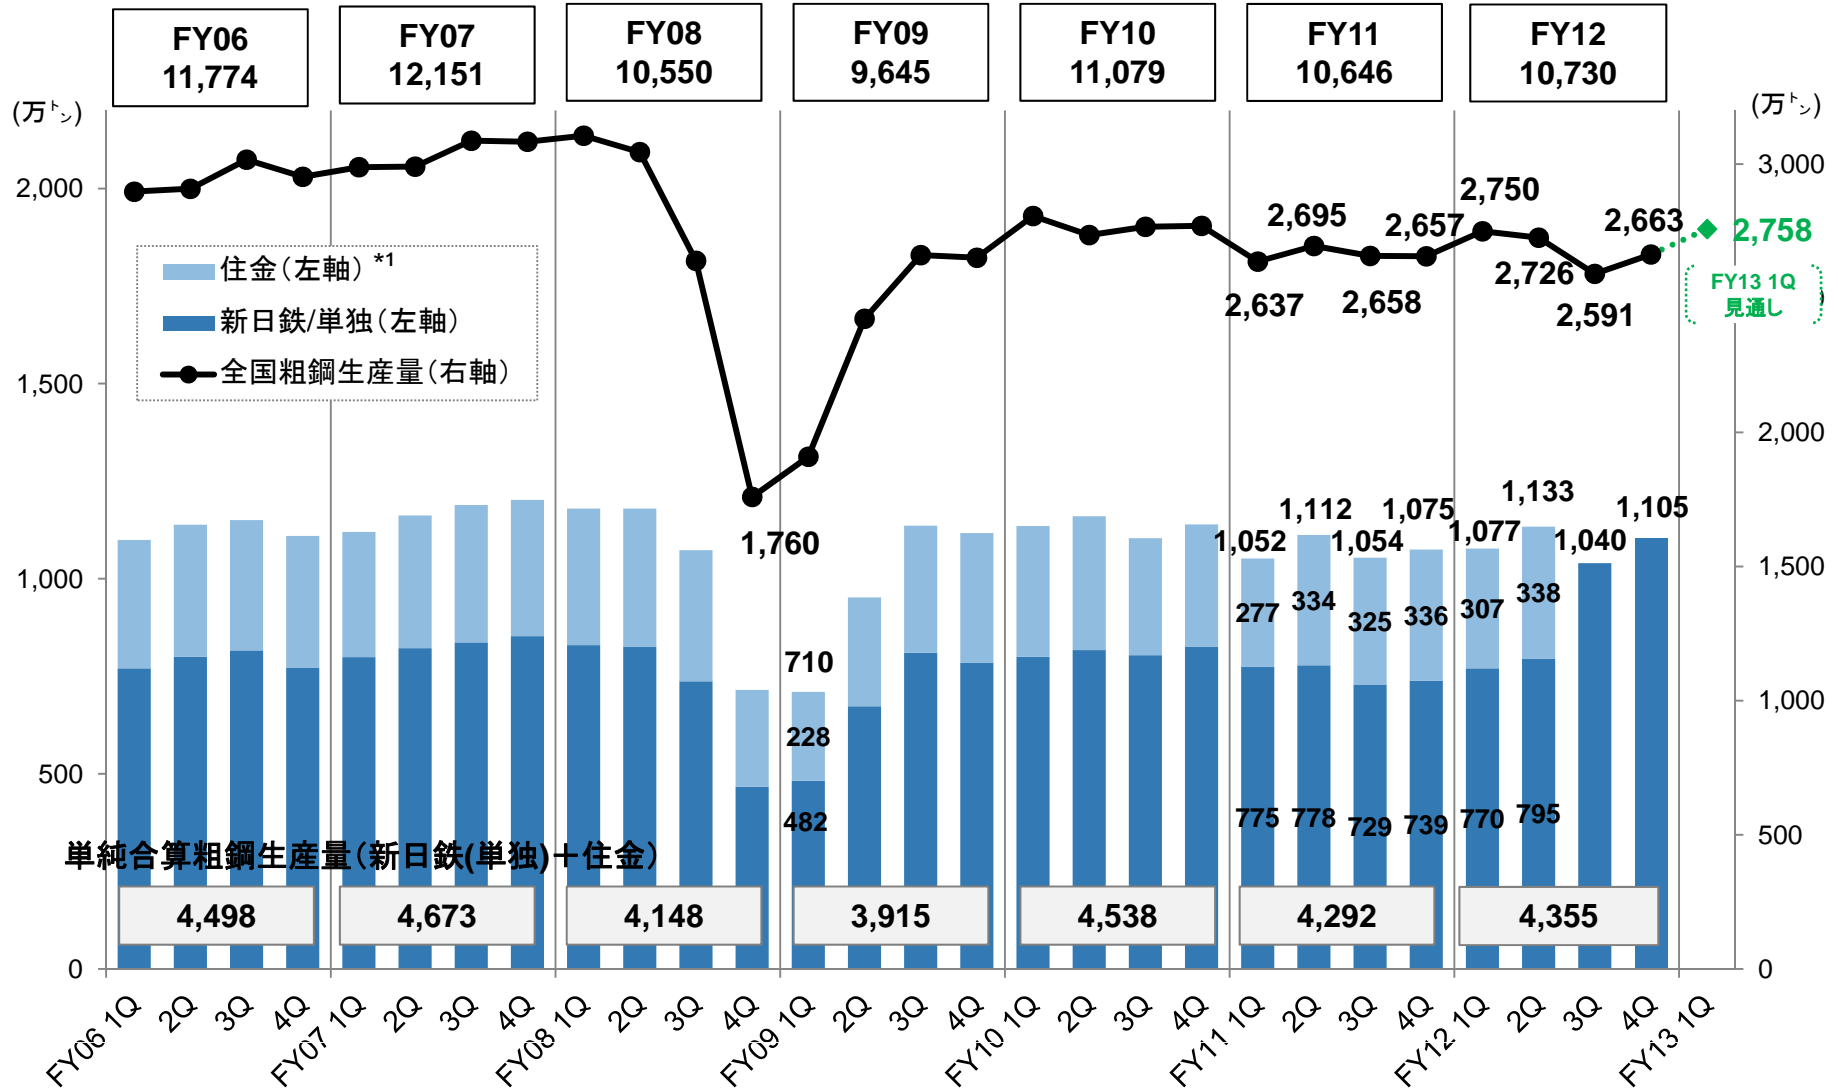 FY06
11,774
FY07
12,151
FY08
10,550
FY09
9,645
FY10
11,079
FY11
10,646
FY12
10,730
(万トン)
(万トン)
2,000
1,500
1,000
500
0
3,000
2,000
1,500
1,000
500
0
住金（左軸）*1
新日鉄/単独（左軸）
全国粗鋼生産量（右軸）
1,760
2,637
2,695
2,658
2,657
2,750
2,726
2,591
2,663
2,758
FY13 1Q
見通し
)
710
228
482
1,052
277
775
1,112
334
778
1,054
325
729
1,075
336
739
1,077
307
770
1,133
338
795
1,040
1,105
単純合算粗鋼生産量（新日鉄(単独)＋住金）
4,498
4,673
4,148
3,915
4,538
4,292
4,355
FY06 1Q
2Q
3Q
4Q
FY07 1Q
2Q
3Q
4Q
FY08 1Q
2Q
3Q
4Q
FY09 1Q
2Q
3Q
4Q
FY10 1Q
2Q
3Q
4Q
FY11 1Q
2Q
3Q
4Q
FY12 1Q
2Q
3Q
4Q
FY13 1Q